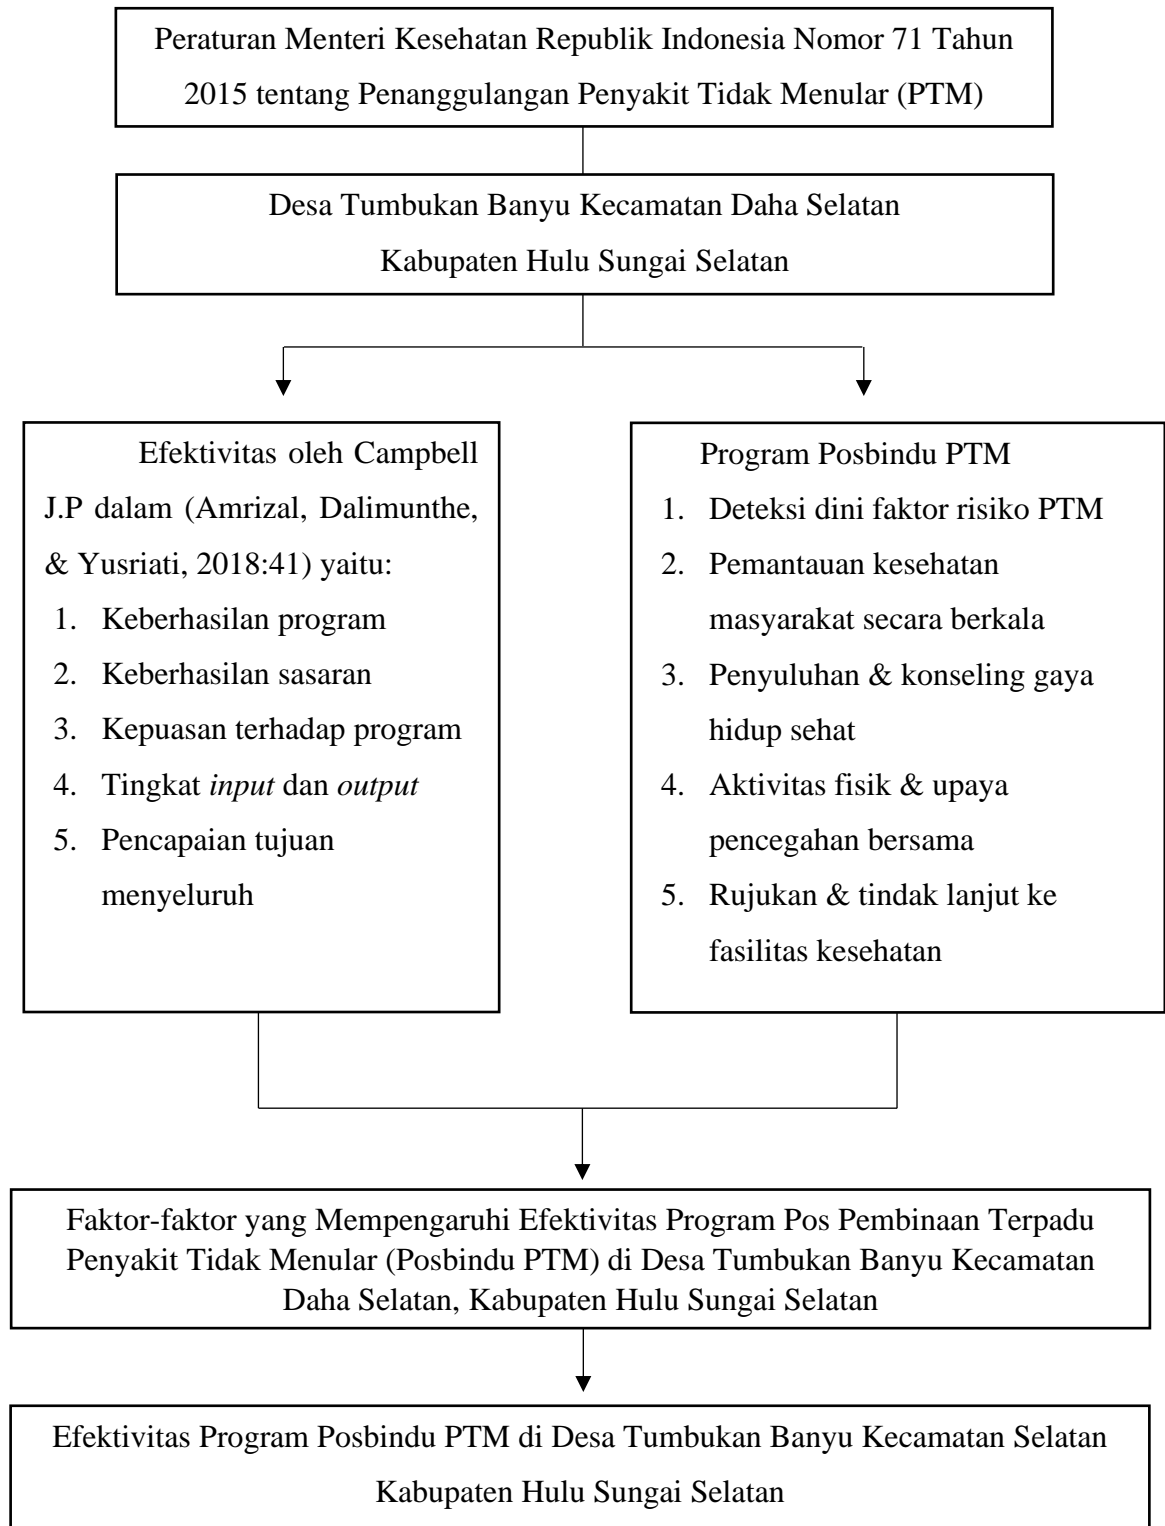 Peraturan Menteri Kesehatan Republik Indonesia Nomor 71 Tahun
2015 tentang Penanggulangan Penyakit Tidak Menular (PTM)
Desa Tumbukan Banyu Kecamatan Daha Selatan
Kabupaten Hulu Sungai Selatan
Efektivitas oleh Campbell
J.P dalam (Amrizal, Dalimunthe,
& Yusriati, 2018:41) yaitu:
1. Keberhasilan program
2. Keberhasilan sasaran
3. Kepuasan terhadap program
4. Tingkat input dan output
5. Pencapaian tujuan
menyeluruh
Program Posbindu PTM
1. Deteksi dini faktor risiko PTM
2. Pemantauan kesehatan
masyarakat secara berkala
3. Penyuluhan & konseling gaya
hidup sehat
4. Aktivitas fisik & upaya
pencegahan bersama
5. Rujukan & tindak lanjut ke
fasilitas kesehatan
Faktor-faktor yang Mempengaruhi Efektivitas Program Pos Pembinaan Terpadu
Penyakit Tidak Menular (Posbindu PTM) di Desa Tumbukan Banyu Kecamatan
Daha Selatan, Kabupaten Hulu Sungai Selatan
Efektivitas Program Posbindu PTM di Desa Tumbukan Banyu Kecamatan Selatan
Kabupaten Hulu Sungai Selatan